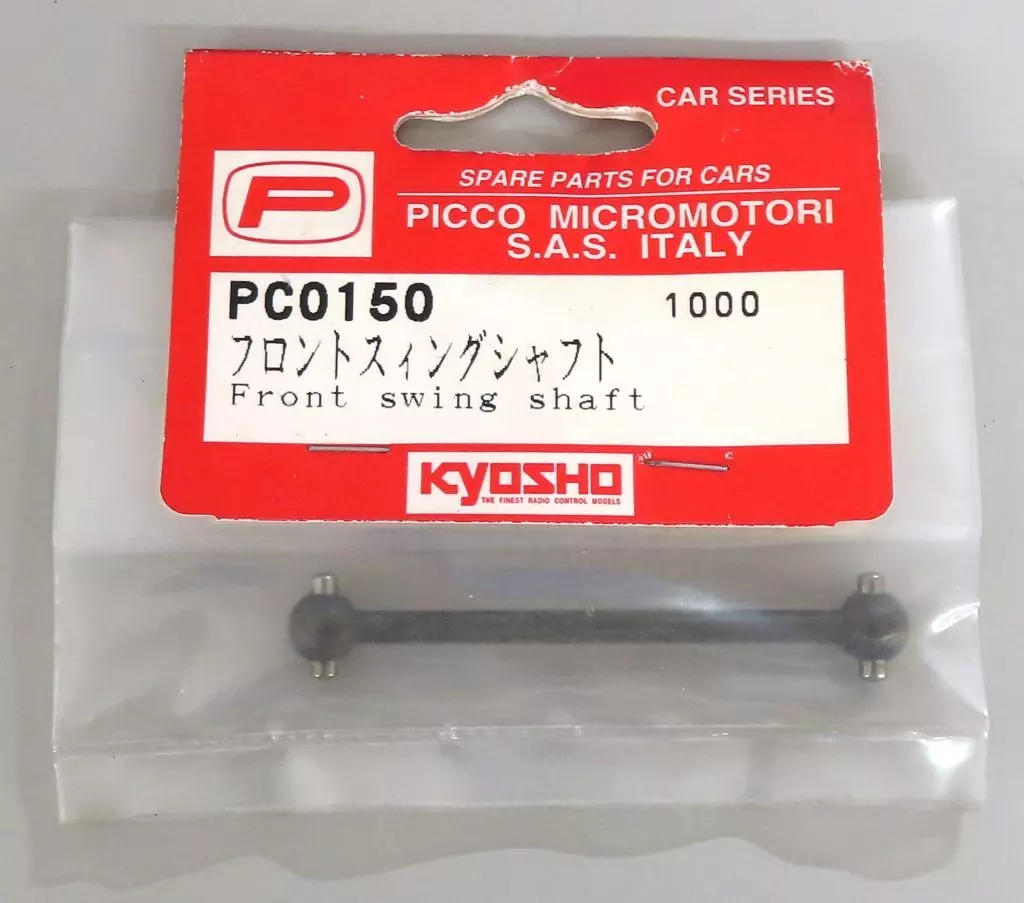 CAR SERIES
P
SPARE PARTS FOR CARS
PICCO MICROMOTORI
S.A.S. ITALY
PC0150 1000
フロントスィングシャフト
Front swing shaft
KYOSHO
THE FINEST RADIO CONTROL MODELS